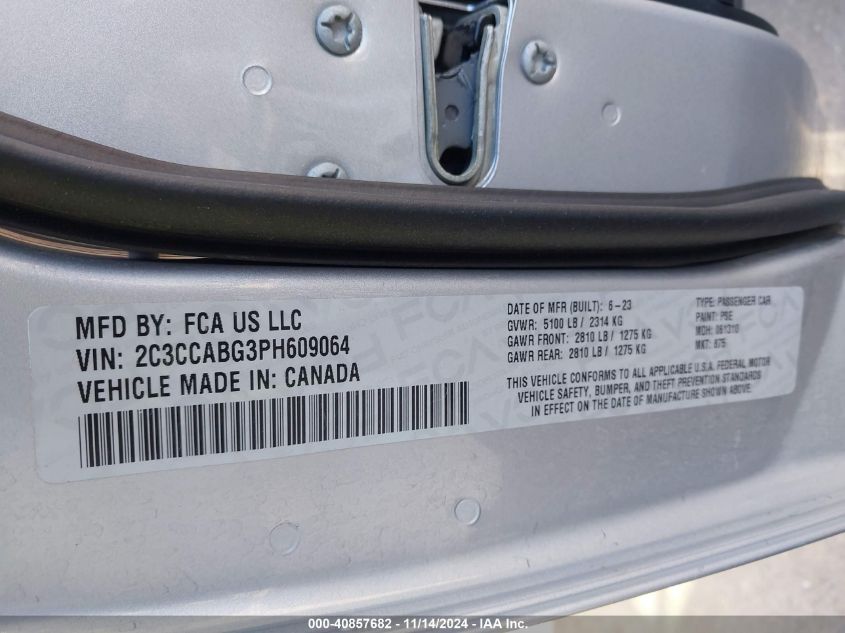 MFD BY: FCA US LLC
VIN: 2C3CCABG3PH609064
VEHICLE MADE IN: CANADA
DATE OF MFR (BUILT): 6-23
GVWR: 5100 LB / 2314 KG
GAWR FRONT: 2810 LB / 1275 KG
GAWR REAR: 2810 LB / 1275 KG
TYPE: PASSENGER CAR
PAINT: PSE
MDH: 061310
MKT: 875
THIS VEHICLE CONFORMS TO ALL APPLICABLE U.S.A. FEDERAL MOTOR
VEHICLE SAFETY, BUMPER, AND THEFT PREVENTION STANDARDS
IN EFFECT ON THE DATE OF MANUFACTURE SHOWN ABOVE.
000-40857682 - 11/14/2024 - IAA Inc.